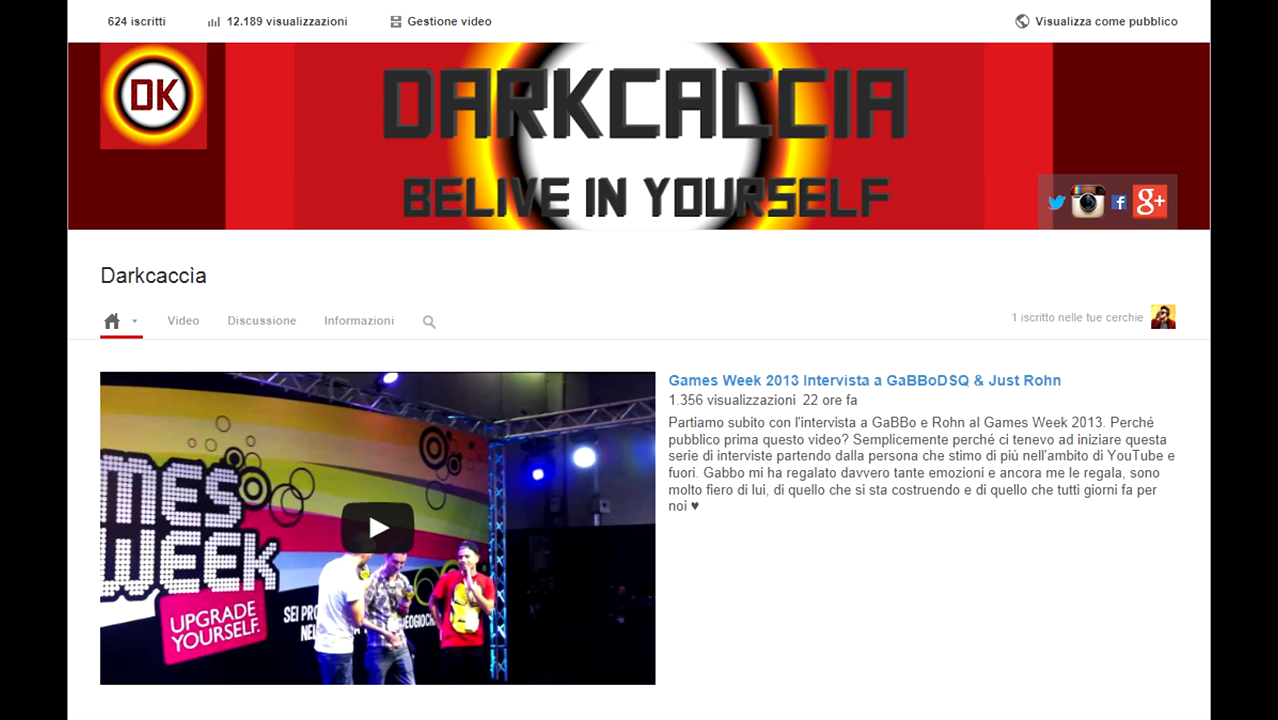 624 iscritti
12.189 visualizzazioni
Gestione video
Visualizza come pubblico
DK
DARKCACCIA
BELIVE IN YOURSELF
g+
Darkcaccìa
Video
Discussione
Informazioni
1 iscritto nelle tue cerchie
Games Week 2013 Intervista a GaBBoDSQ & Just Rohn
1.356 visualizzazioni 22 ore fa
Partiamo subito con l'intervista a GaBBo e Rohn al Games Week 2013. Perché
pubblico prima questo video? Semplicemente perché ci tenevo ad iniziare questa
serie di interviste partendo dalla persona che stimo di più nell'ambito di YouTube e
fuori. Gabbo mi ha regalato davvero tante emozioni e ancora me le regala, sono
molto fiero di lui, di quello che si sta costruendo e di quello che tutti giorni fa per
noi ♥
AMES
WEEK
UPGRADE
YOURSELF.
SEI PRO